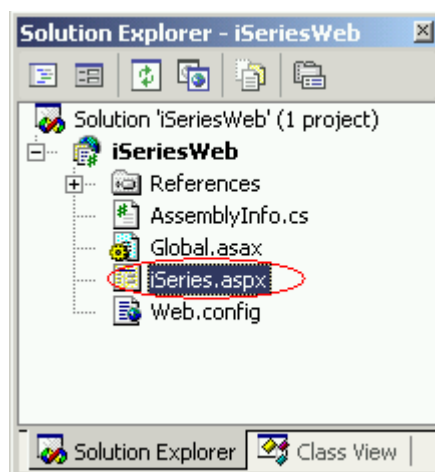 Solution Explorer - iSeriesWeb
Solution 'iSeriesWeb' (1 project)
iSeriesWeb
References
AssemblyInfo.cs
Global.asax
iSeries.aspx
Web.config
Solution Explorer Class View